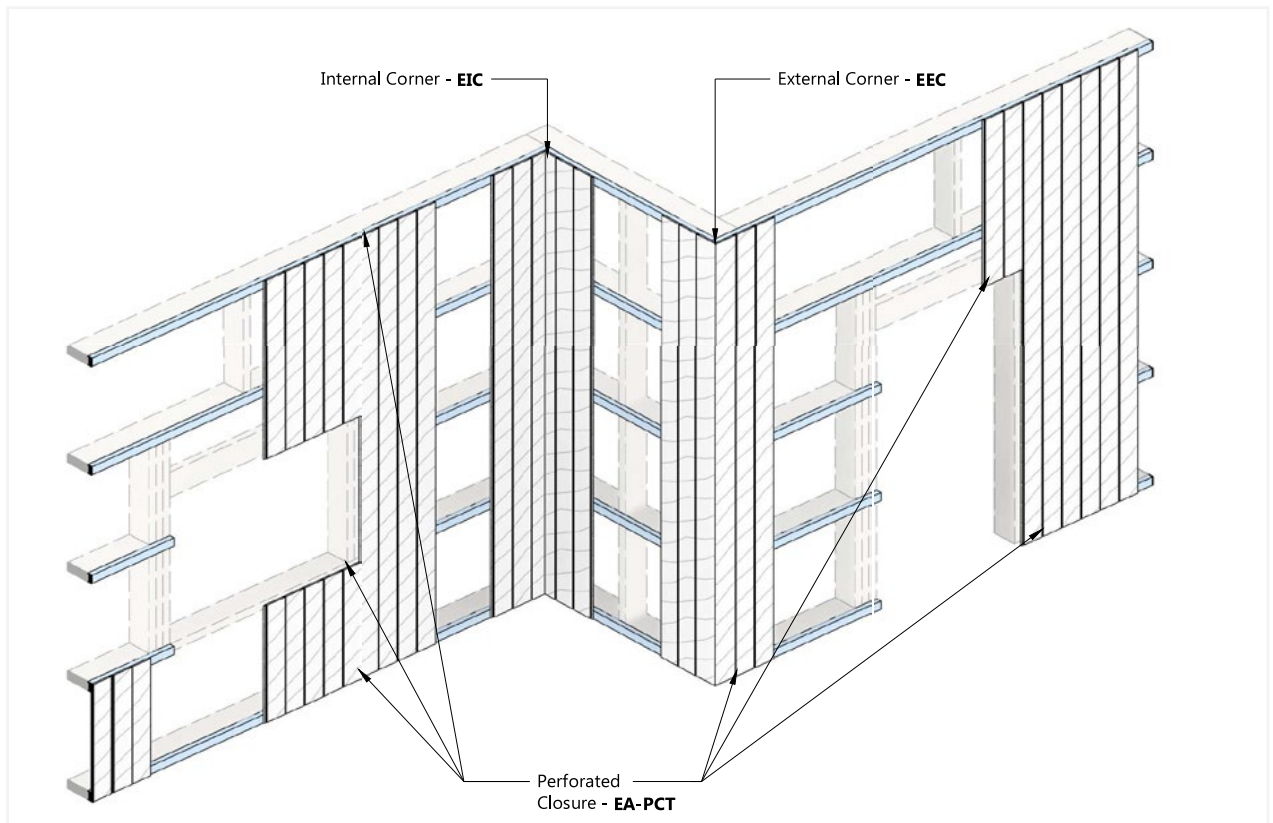 Internal Corner - EIC
External Corner - EEC
Perforated
Closure - EA-PCT